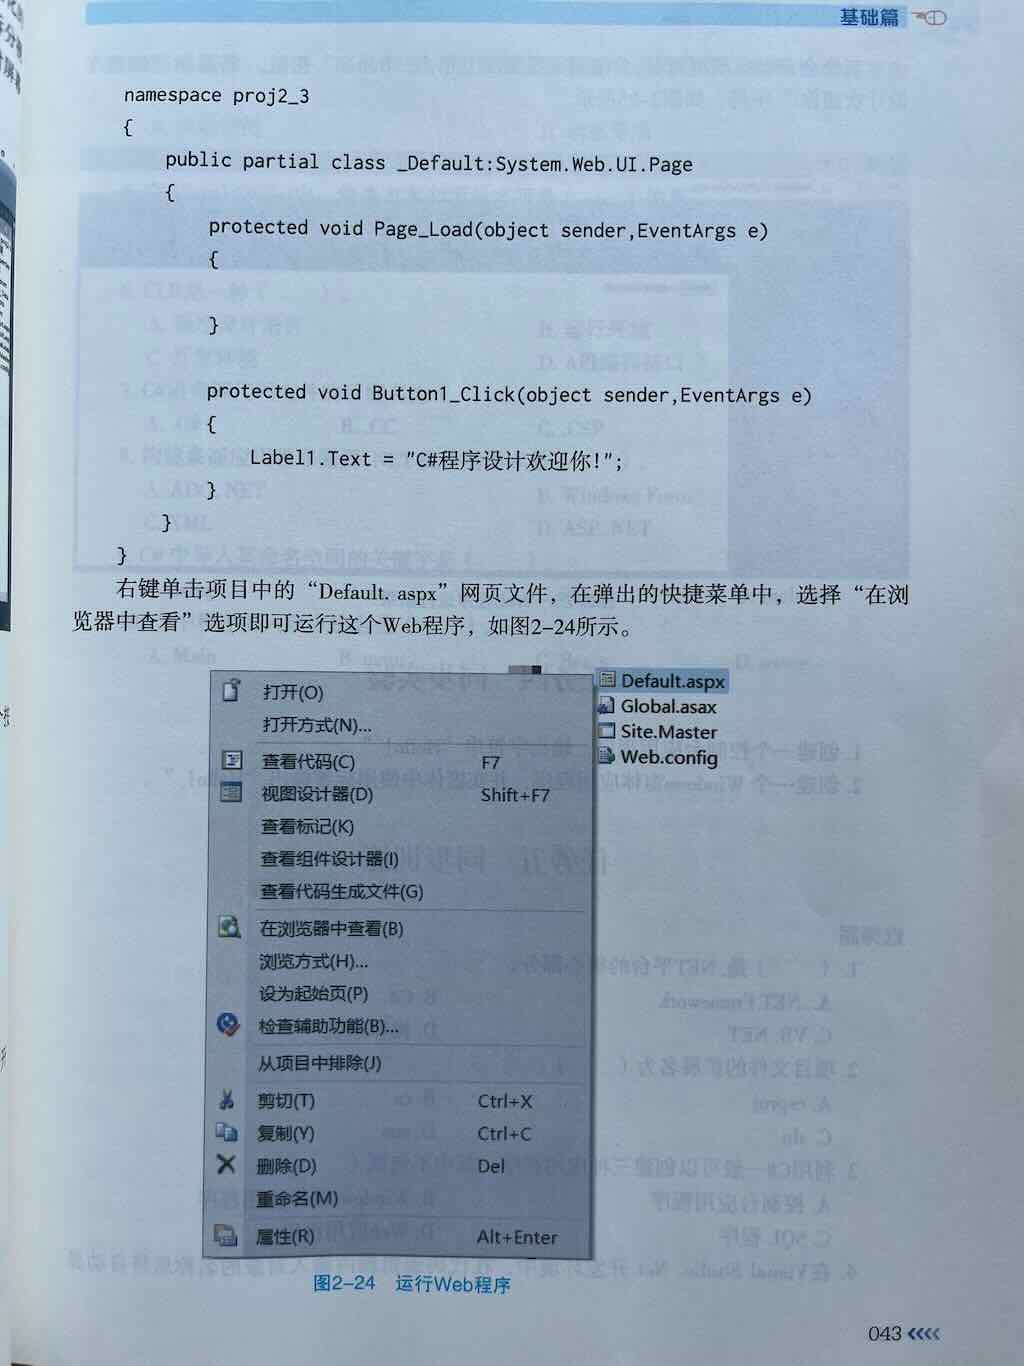 基础篇
namespace proj2_3
{
public partial class _Default:System.Web.UI.Page
{
protected void Page_Load(object sender,EventArgs e)
{
}
protected void Button1_Click(object sender,EventArgs e)
{
Label1.Text = "C#程序设计欢迎你!";
}
}
}
右键单击项目中的“Default. aspx”网页文件，在弹出的快捷菜单中，选择“在浏
览器中查看”选项即可运行这个Web程序，如图2-24所示。
打开(O)
打开方式(N)...
查看代码(C) F7
视图设计器(D) Shift+F7
查看标记(K)
查看组件设计器(I)
查看代码生成文件(G)
在浏览器中查看(B)
浏览方式(H)...
设为起始页(P)
检查辅助功能(B)...
从项目中排除(J)
剪切(T) Ctrl+X
复制(Y) Ctrl+C
删除(D) Del
重命名(M)
属性(R) Alt+Enter
Default.aspx
Global.asax
Site.Master
Web.config
图2-24 运行Web程序
043